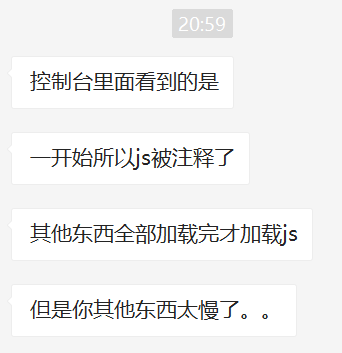 20:59
控制台里面看到的是
一开始所以js被注释了
其他东西全部加载完才加载js
但是你其他东西太慢了。。